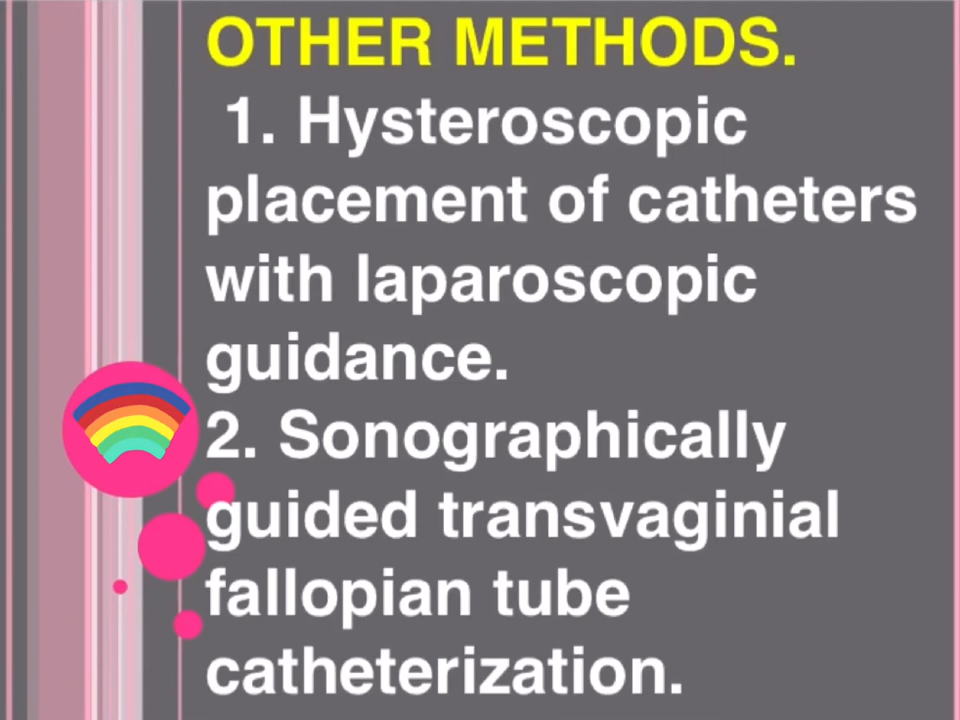 OTHER METHODS.
1. Hysteroscopic
placement of catheters
with laparoscopic
guidance.
2. Sonographically
guided transvaginial
fallopian tube
catheterization.